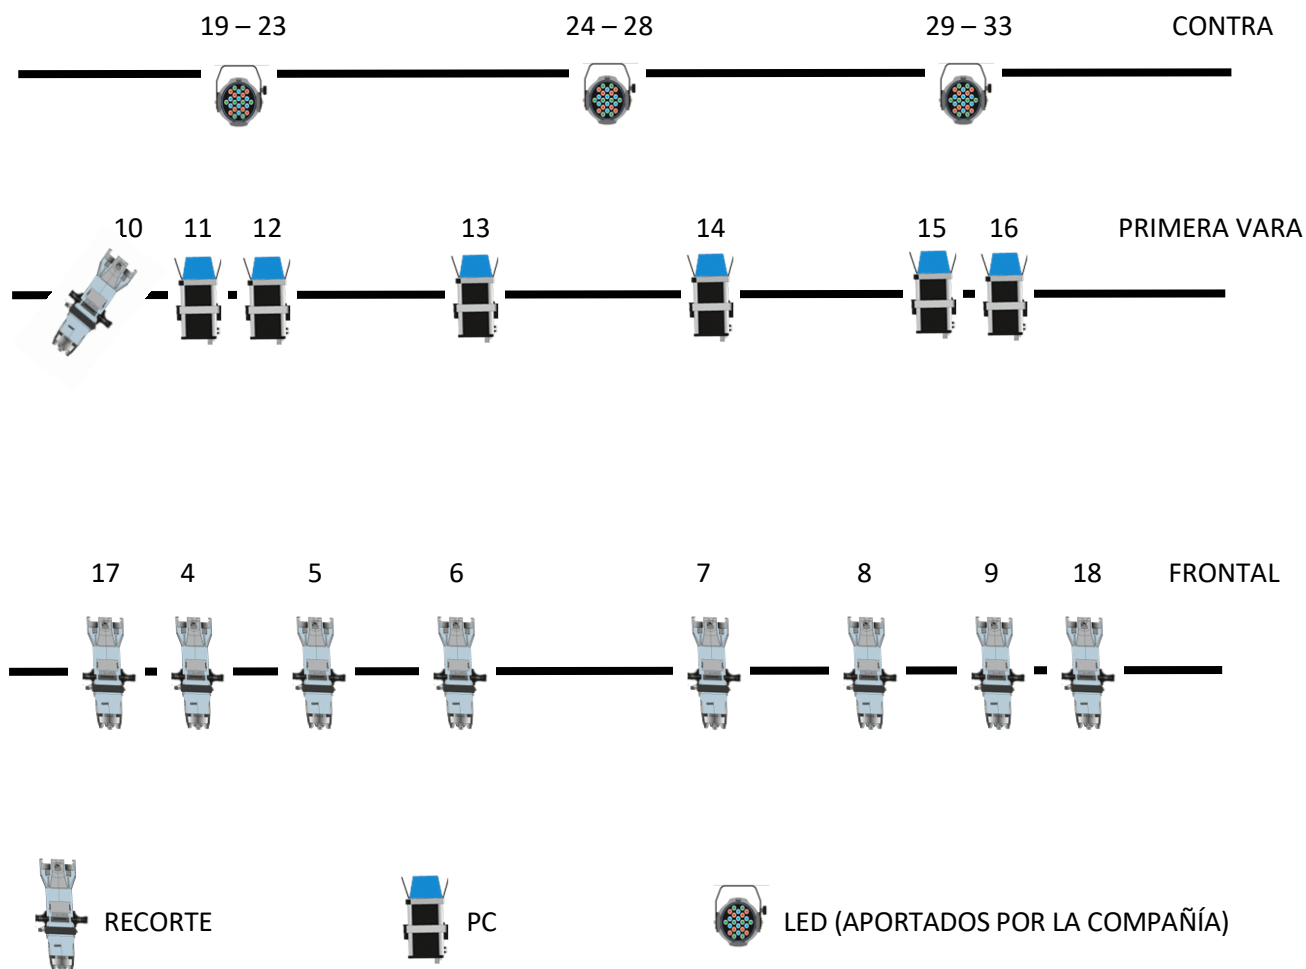 19 – 23 24 – 28 29 – 33 CONTRA
10 11 12 13 14 15 16 PRIMERA VARA
17 4 5 6 7 8 9 18 FRONTAL
RECORTE PC LED (APORTADOS POR LA COMPAÑÍA)